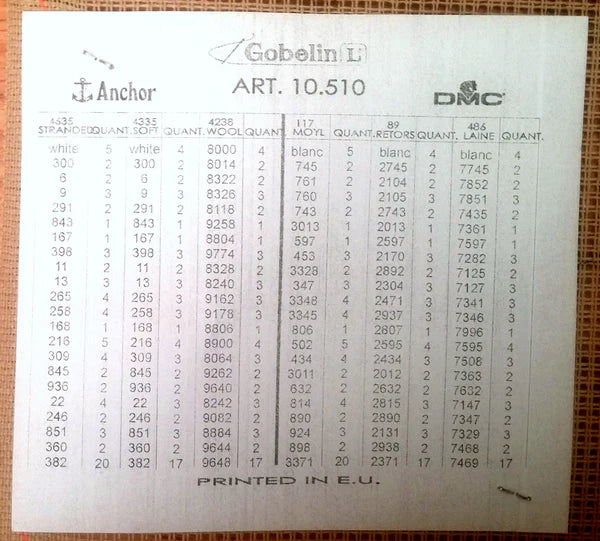 Gobelin L
Anchor ART. 10.510 DMC
4635 4335 4238 117 89 486
STRANDED QUANT. SOFT QUANT. WOOL QUANT. MOYL QUANT. RETORS QUANT. LAINE QUANT.
white 5 white 4 8000 4 blanc 5 blanc 4 blanc 4
300 2 300 2 8014 2 745 2 2745 2 7745 2
6 2 6 2 8322 2 761 2 2104 2 7852 2
9 3 9 3 8326 3 760 3 2105 3 7851 3
291 2 291 2 8118 2 743 2 2743 2 7435 2
843 1 843 1 9258 1 3013 1 2013 1 7361 1
167 1 167 1 8804 1 597 1 2597 1 7597 1
398 3 398 3 9774 3 453 3 2170 3 7282 3
11 2 11 2 8328 2 3328 2 2892 2 7125 2
13 3 13 3 8240 3 347 3 2304 3 7127 3
265 4 265 3 9162 3 3348 4 2471 3 7341 3
258 4 258 3 9178 3 3345 4 2937 3 7346 3
168 1 168 1 8806 1 806 1 2807 1 7996 1
216 5 216 4 8900 4 502 5 2595 4 7595 4
309 4 309 3 8064 3 434 4 2434 3 7508 3
845 2 845 2 9262 2 3011 2 2012 2 7363 2
936 2 936 2 9640 2 632 2 2632 2 7632 2
22 4 22 3 8242 3 814 4 2815 3 7147 3
246 2 246 2 9082 2 890 2 2890 2 7347 2
851 3 851 3 8884 3 924 3 2131 3 7329 3
360 2 360 2 9644 2 898 2 2938 2 7468 2
382 20 382 17 9648 17 3371 20 2371 17 7469 17
PRINTED IN E.U.